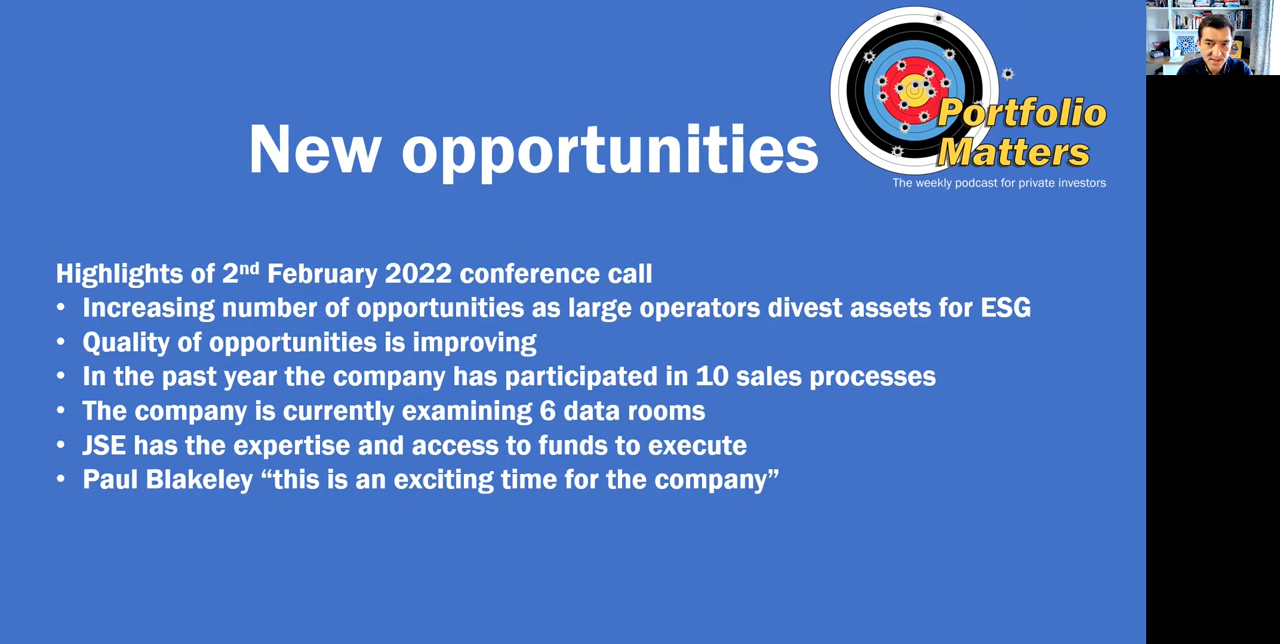 New opportunities
Portfolio
Matters
The weekly podcast for private investors
Highlights of 2nd February 2022 conference call
• Increasing number of opportunities as large operators divest assets for ESG
• Quality of opportunities is improving
• In the past year the company has participated in 10 sales processes
• The company is currently examining 6 data rooms
• JSE has the expertise and access to funds to execute
• Paul Blakeley “this is an exciting time for the company”